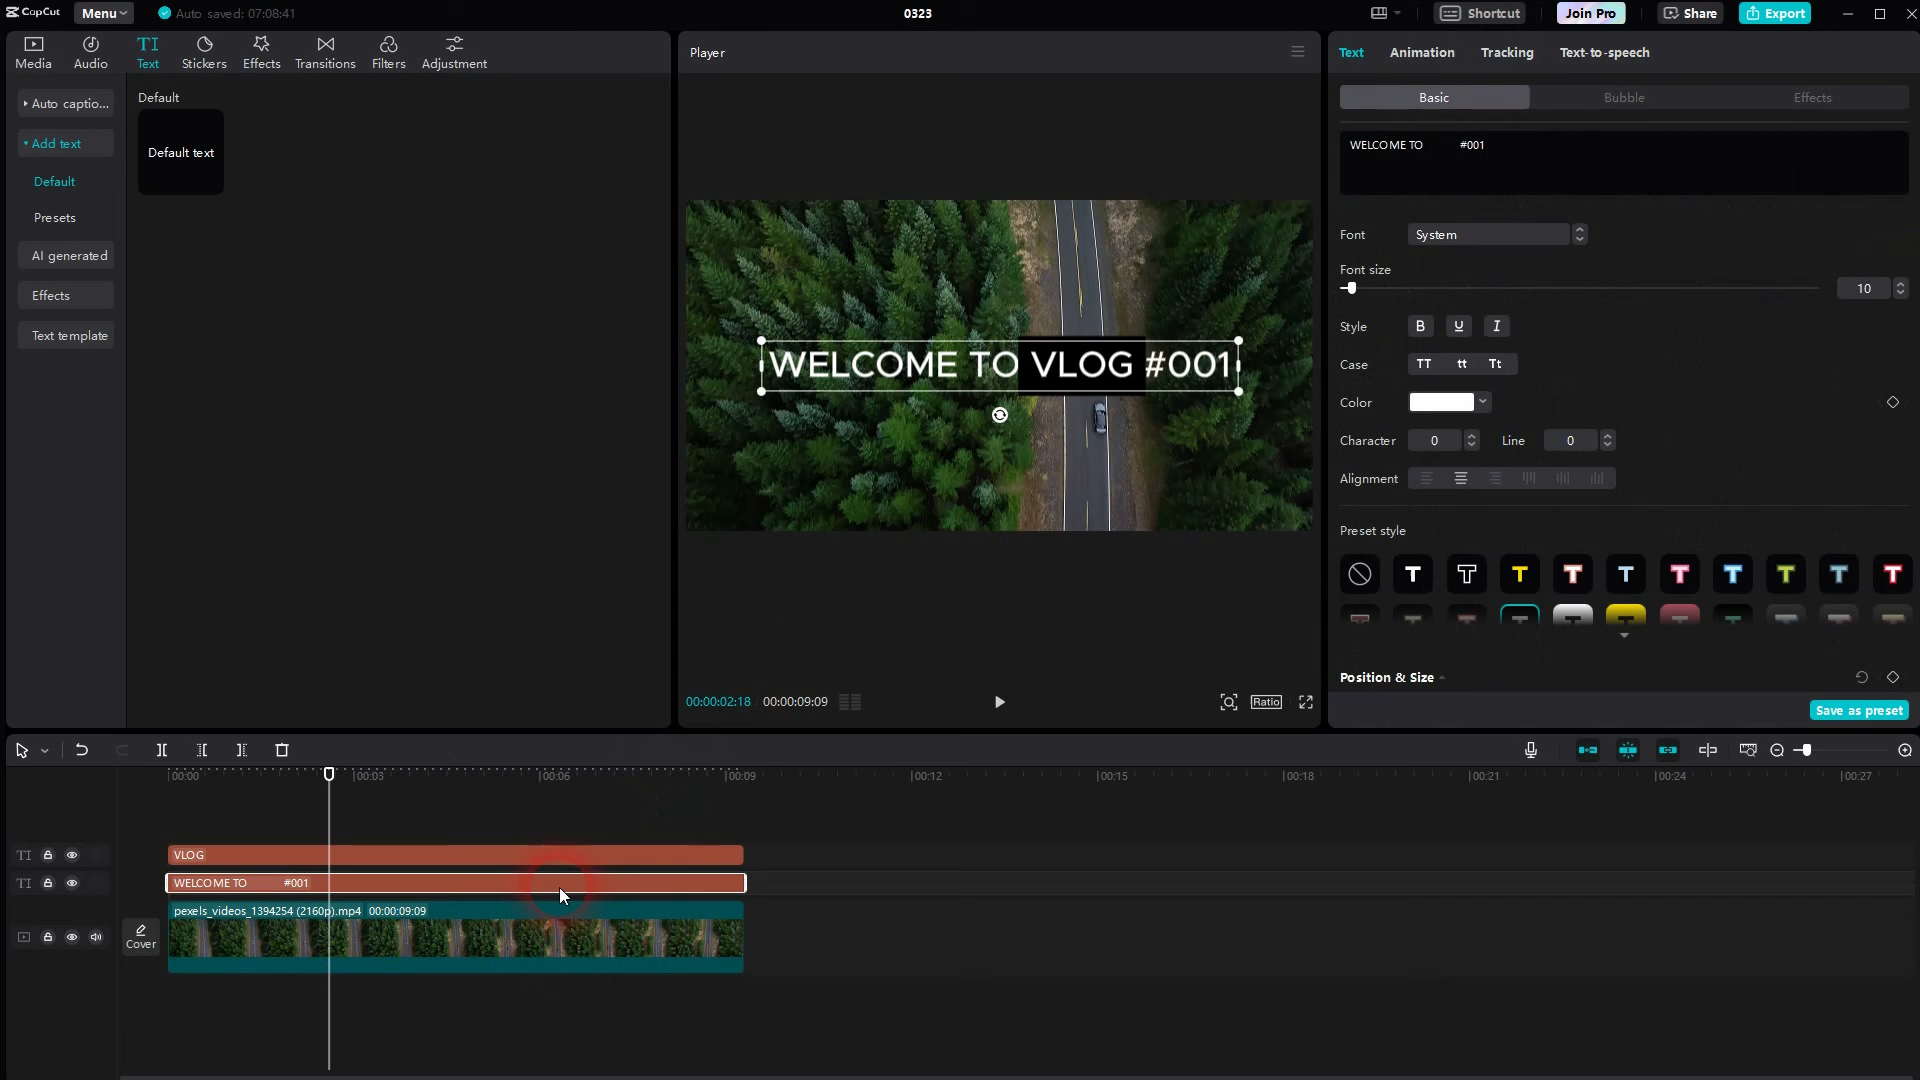 CapCut
Menu
Auto saved: 07:08:41
0323
Shortcut
Join Pro
Share
Export
Media
Audio
TI
Text
Stickers
Effects
Transitions
Filters
Adjustment
Auto captio...
Add text
Default
Presets
AI generated
Effects
Text template
Default
Default text
Player
WELCOME TO VLOG #001
00:00:02:18
00:00:09:09
Ratio
Text
Animation
Tracking
Text-to-speech
Basic
Bubble
Effects
WELCOME TO #001
Font
System
Font size
10
Style
B U I
Case
TT tt Tt
Color
Character
0
Line
0
Alignment
Preset style
T T T T T T T T T T
Position & Size
Save as preset
00:00
00:03
00:06
00:09
00:12
00:15
00:18
00:21
00:24
00:27
TI
VLOG
TI
WELCOME TO #001
pexels_videos_1394254 (2160p).mp4 00:00:09:09
Cover